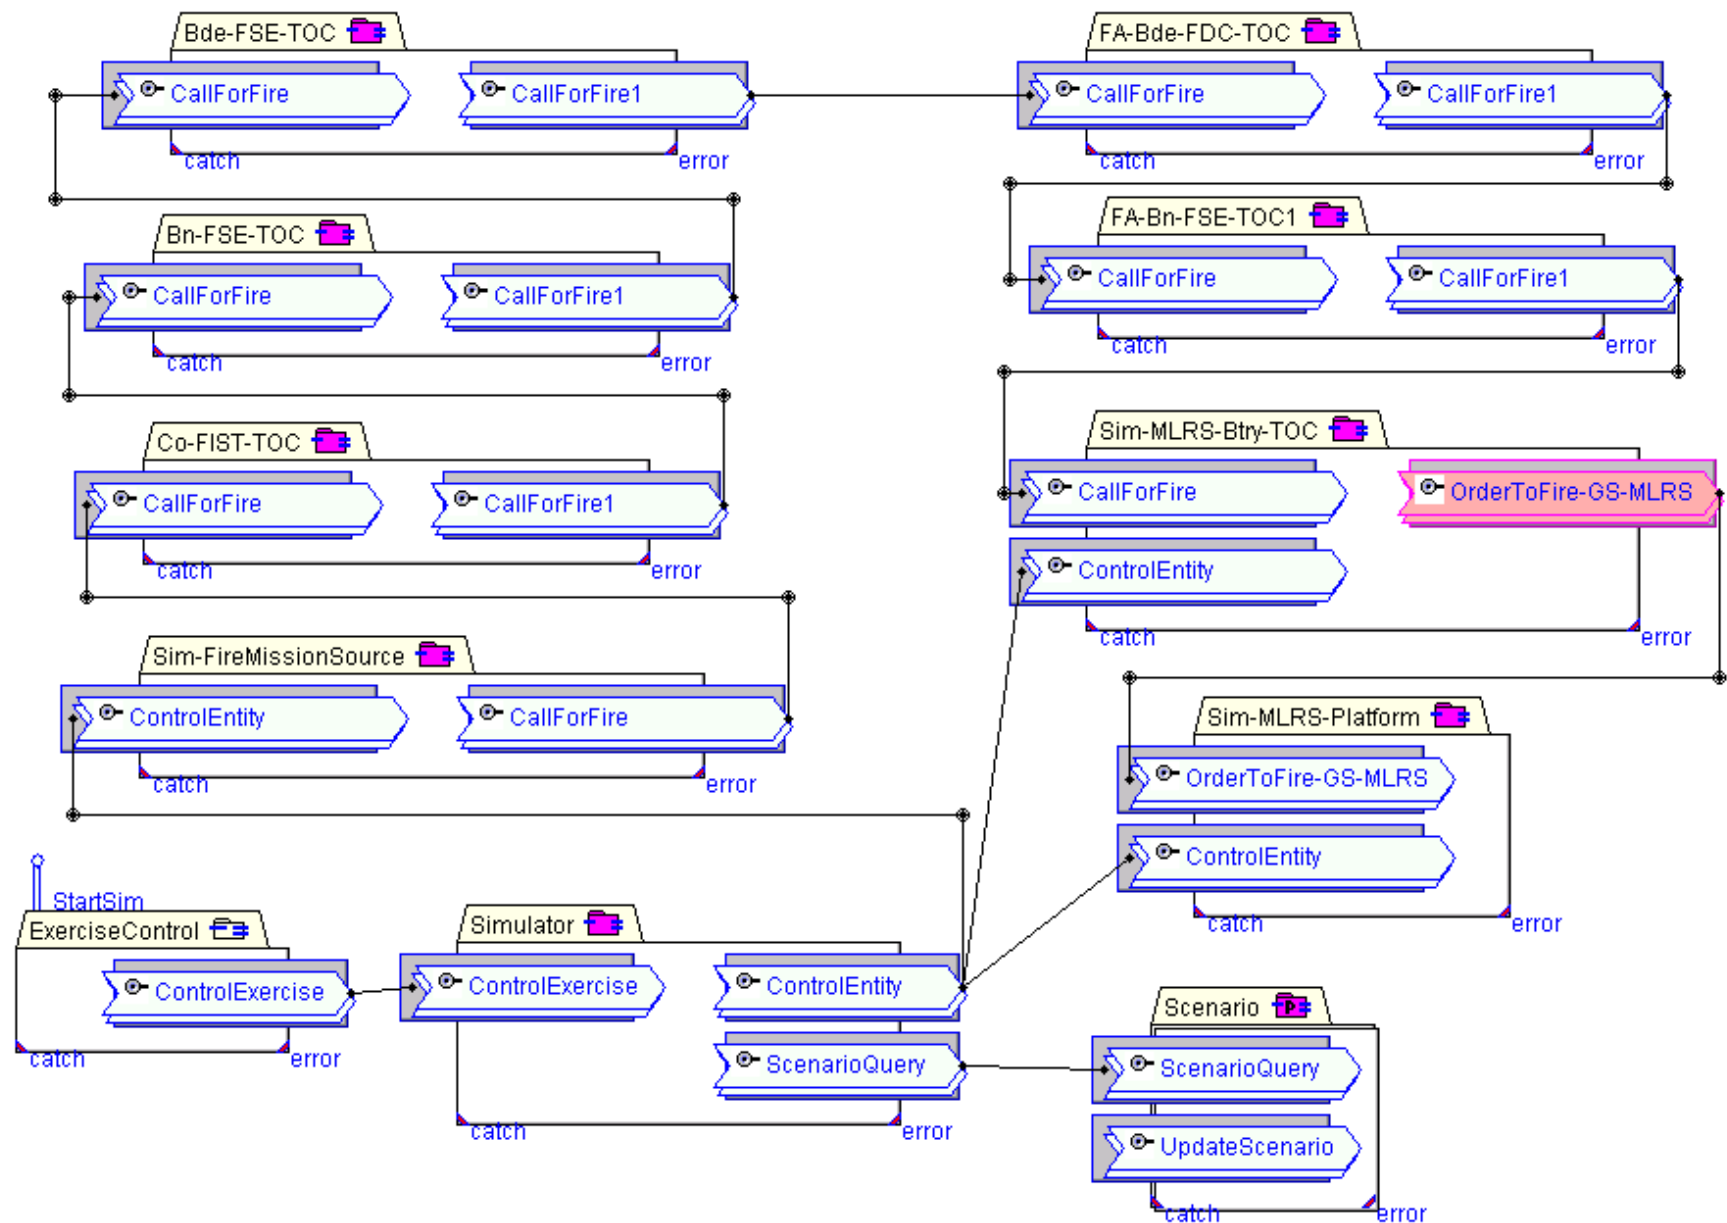 Bde-FSE-TOC
CallForFire
CallForFire1
catch
error
FA-Bde-FDC-TOC
CallForFire
CallForFire1
catch
error
Bn-FSE-TOC
CallForFire
CallForFire1
catch
error
FA-Bn-FSE-TOC1
CallForFire
CallForFire1
catch
error
Co-FIST-TOC
CallForFire
CallForFire1
catch
error
Sim-MLRS-Btry-TOC
CallForFire
OrderToFire-GS-MLRS
ControlEntity
catch
error
Sim-FireMissionSource
ControlEntity
CallForFire
catch
error
Sim-MLRS-Platform
OrderToFire-GS-MLRS
ControlEntity
catch
error
StartSim
ExerciseControl
ControlExercise
catch
error
Simulator
ControlExercise
ControlEntity
ScenarioQuery
catch
error
Scenario
P
ScenarioQuery
UpdateScenario
catch
error